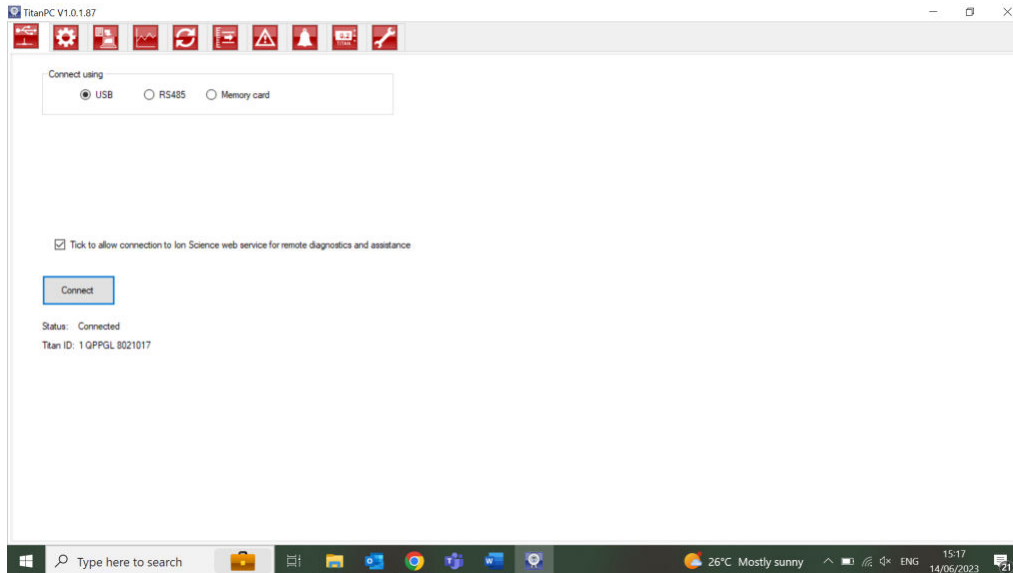 TitanPC V1.0.1.87
Connect using
USB RS485 Memory card
Tick to allow connection to Ion Science web service for remote diagnostics and assistance
Connect
Status: Connected
Titan ID: 1 QPPGL 8021017
Type here to search
26°C Mostly sunny
ENG
15:17
14/06/2023
21